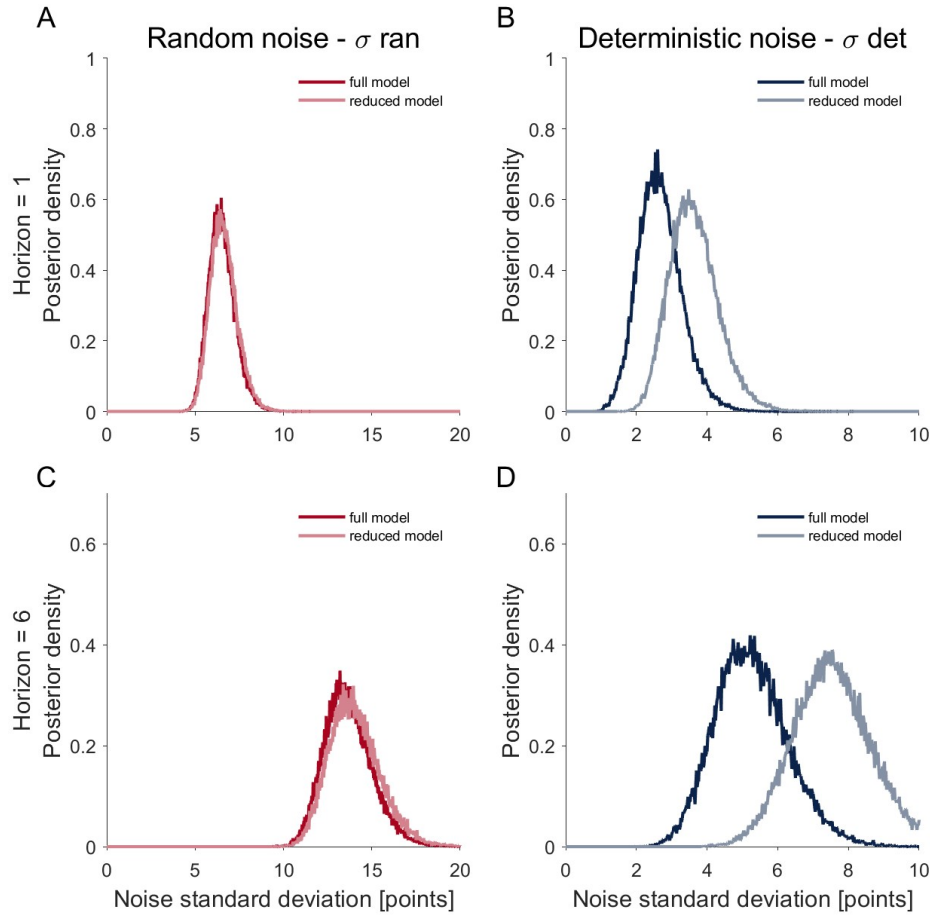 A
Random noise - σ ran
B
Deterministic noise - σ det
Horizon = 1
Posterior density
1
0.8
0.6
0.4
0.2
0
full model
reduced model
0 5 10 15 20
Posterior density
1
0.8
0.6
0.4
0.2
0
full model
reduced model
0 2 4 6 8 10
C
D
Horizon = 6
Posterior density
0.6
0.4
0.2
0
full model
reduced model
0 5 10 15 20
Noise standard deviation [points]
Posterior density
0.6
0.4
0.2
0
full model
reduced model
0 2 4 6 8 10
Noise standard deviation [points]